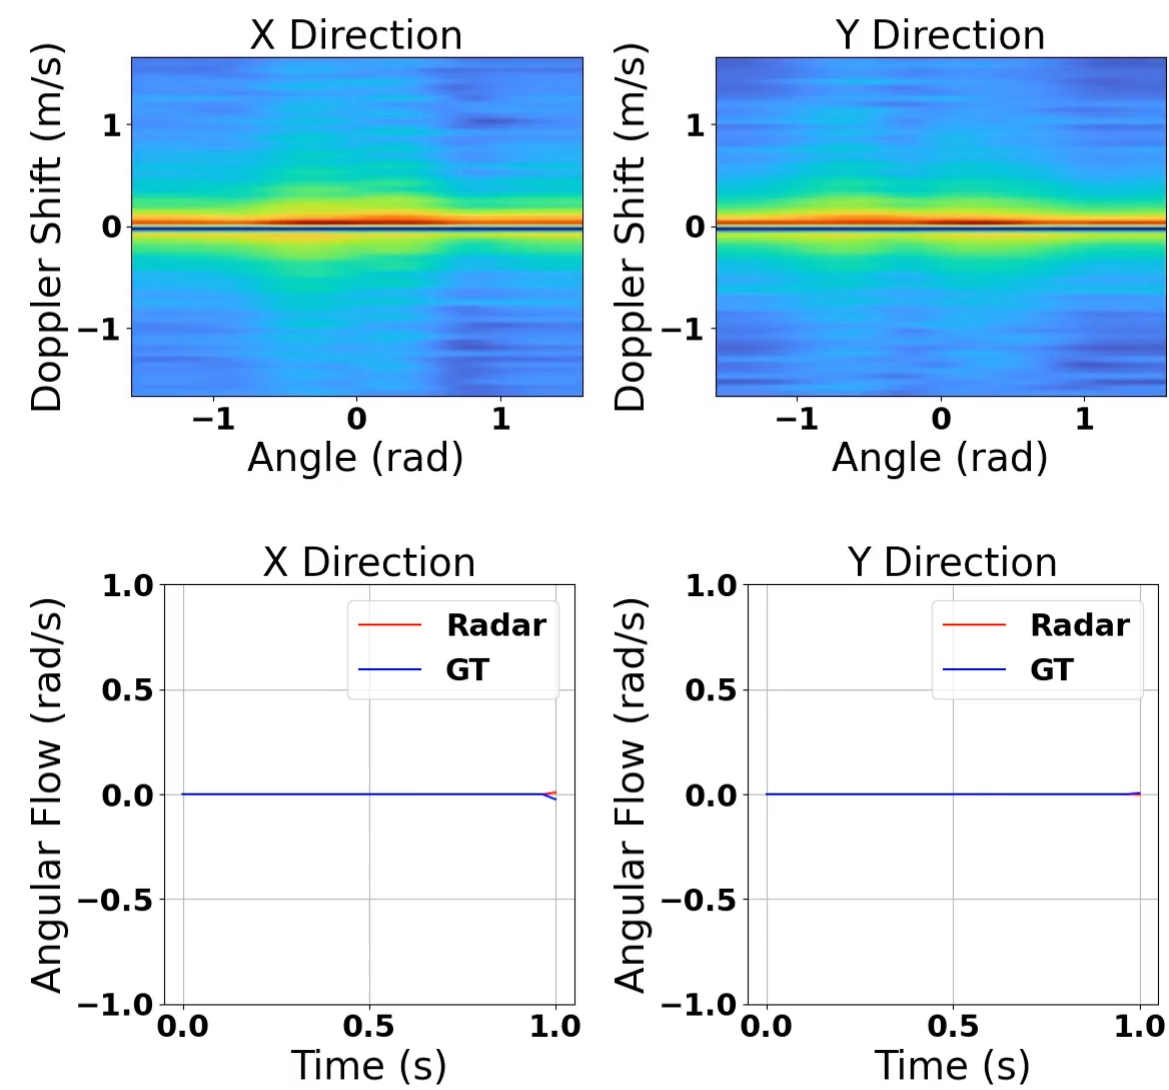 X Direction
Y Direction
Doppler Shift (m/s)
1
0
−1
−1
0
1
Angle (rad)
Doppler Shift (m/s)
1
0
−1
−1
0
1
Angle (rad)
X Direction
Y Direction
Angular Flow (rad/s)
1.0
0.5
0.0
−0.5
−1.0
Radar
GT
0.0
0.5
1.0
Time (s)
Angular Flow (rad/s)
1.0
0.5
0.0
−0.5
−1.0
Radar
GT
0.0
0.5
1.0
Time (s)